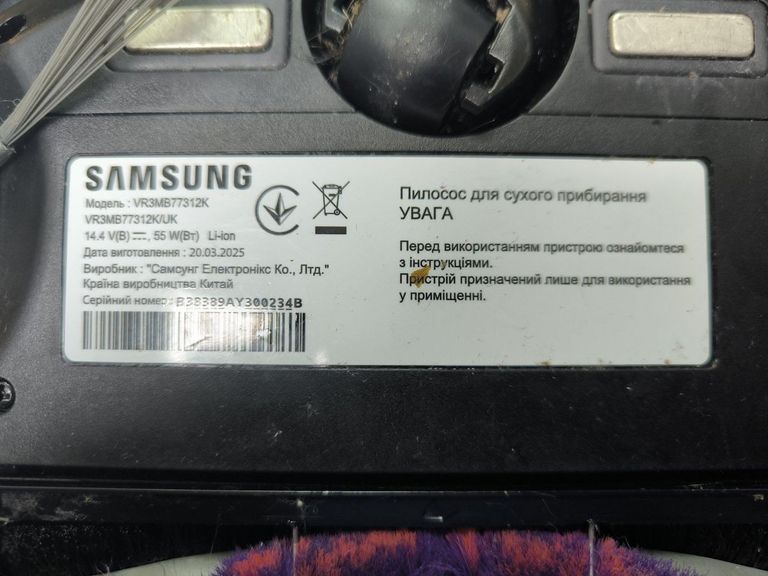 SAMSUNG
Модель : VR3MB77312K
VR3MB77312K/UK
14.4 V(В) ⎓, 55 W(Вт) Li-ion
Дата виготовлення : 20.03.2025
Виробник : "Самсунг Електронікс Ко., Лтд."
Країна виробництва Китай
Серійний номер : B38389AY300234B
Пилосос для сухого прибирання
УВАГА
Перед використанням пристрою ознайомтеся
з інструкціями.
Пристрій призначений лише для використання
у приміщенні.